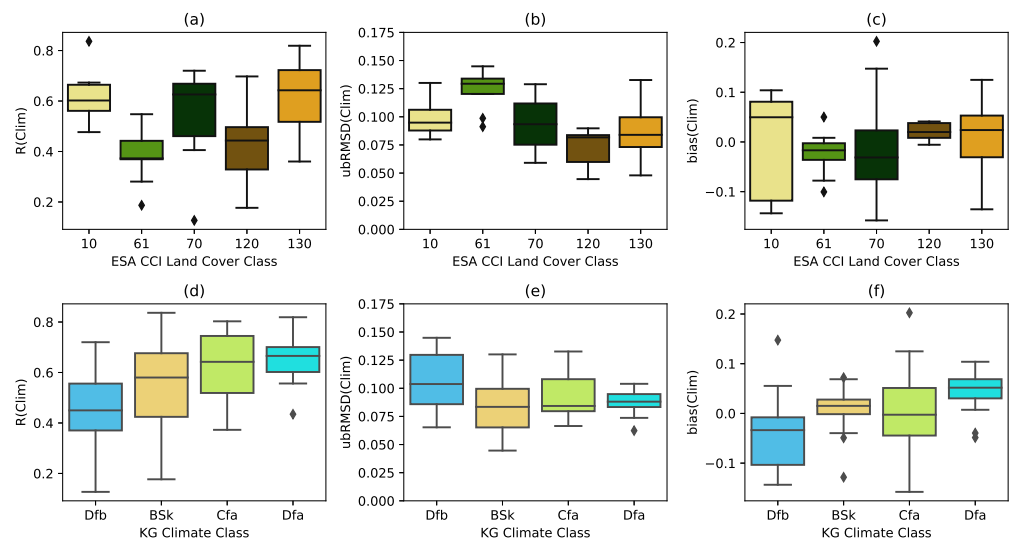 (a)
R(Clim)
0.8
0.6
0.4
0.2
10 61 70 120 130
ESA CCI Land Cover Class
(b)
ubRMSD(Clim)
0.175
0.150
0.125
0.100
0.075
0.050
0.025
0.000
10 61 70 120 130
ESA CCI Land Cover Class
(c)
bias(Clim)
0.2
0.1
0.0
−0.1
10 61 70 120 130
ESA CCI Land Cover Class
(d)
R(Clim)
0.8
0.6
0.4
0.2
Dfb BSk Cfa Dfa
KG Climate Class
(e)
ubRMSD(Clim)
0.175
0.150
0.125
0.100
0.075
0.050
0.025
0.000
Dfb BSk Cfa Dfa
KG Climate Class
(f)
bias(Clim)
0.2
0.1
0.0
−0.1
Dfb BSk Cfa Dfa
KG Climate Class